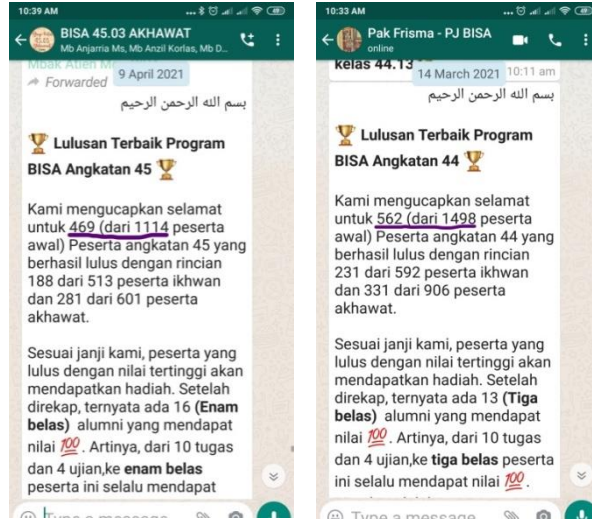 10:39 AM
BISA 45.03 AKHAWAT
Mb Anjarria Ms, Mb Anzil Korlas, Mb D...
Forwarded
9 April 2021
بسم الله الرحمن الرحيم
🏆 Lulusan Terbaik Program
BISA Angkatan 45 🏆
Kami mengucapkan selamat
untuk 469 (dari 1114 peserta
awal) Peserta angkatan 45 yang
berhasil lulus dengan rincian
188 dari 513 peserta ikhwan
dan 281 dari 601 peserta
akhawat.
Sesuai janji kami, peserta yang
lulus dengan nilai tertinggi akan
mendapatkan hadiah. Setelah
direkap, ternyata ada 16 (Enam
belas) alumni yang mendapat
nilai 💯. Artinya, dari 10 tugas
dan 4 ujian,ke enam belas
peserta ini selalu mendapat
Type a message
10:33 AM
Pak Frisma - PJ BISA
online
kelas 44.13
14 March 2021
10:11 am
بسم الله الرحمن الرحيم
🏆 Lulusan Terbaik Program
BISA Angkatan 44 🏆
Kami mengucapkan selamat
untuk 562 (dari 1498 peserta
awal) Peserta angkatan 44 yang
berhasil lulus dengan rincian
231 dari 592 peserta ikhwan
dan 331 dari 906 peserta
akhawat.
Sesuai janji kami, peserta yang
lulus dengan nilai tertinggi akan
mendapatkan hadiah. Setelah
direkap, ternyata ada 13 (Tiga
belas) alumni yang mendapat
nilai 💯. Artinya, dari 10 tugas
dan 4 ujian,ke tiga belas peserta
ini selalu mendapat nilai 💯.
Type a message